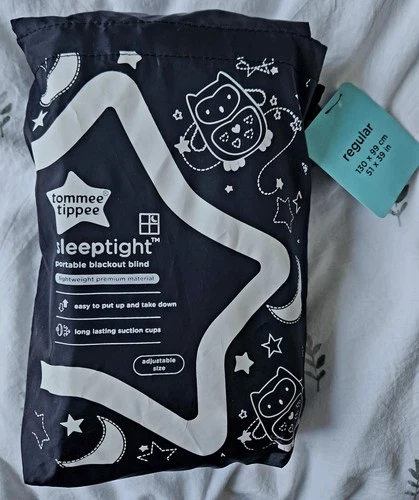 tommee
tippee
sleeptight™
portable blackout blind
lightweight premium material
easy to put up and take down
long lasting suction cups
adjustable
size
regular
130 x 99 cm
51 x 39 in